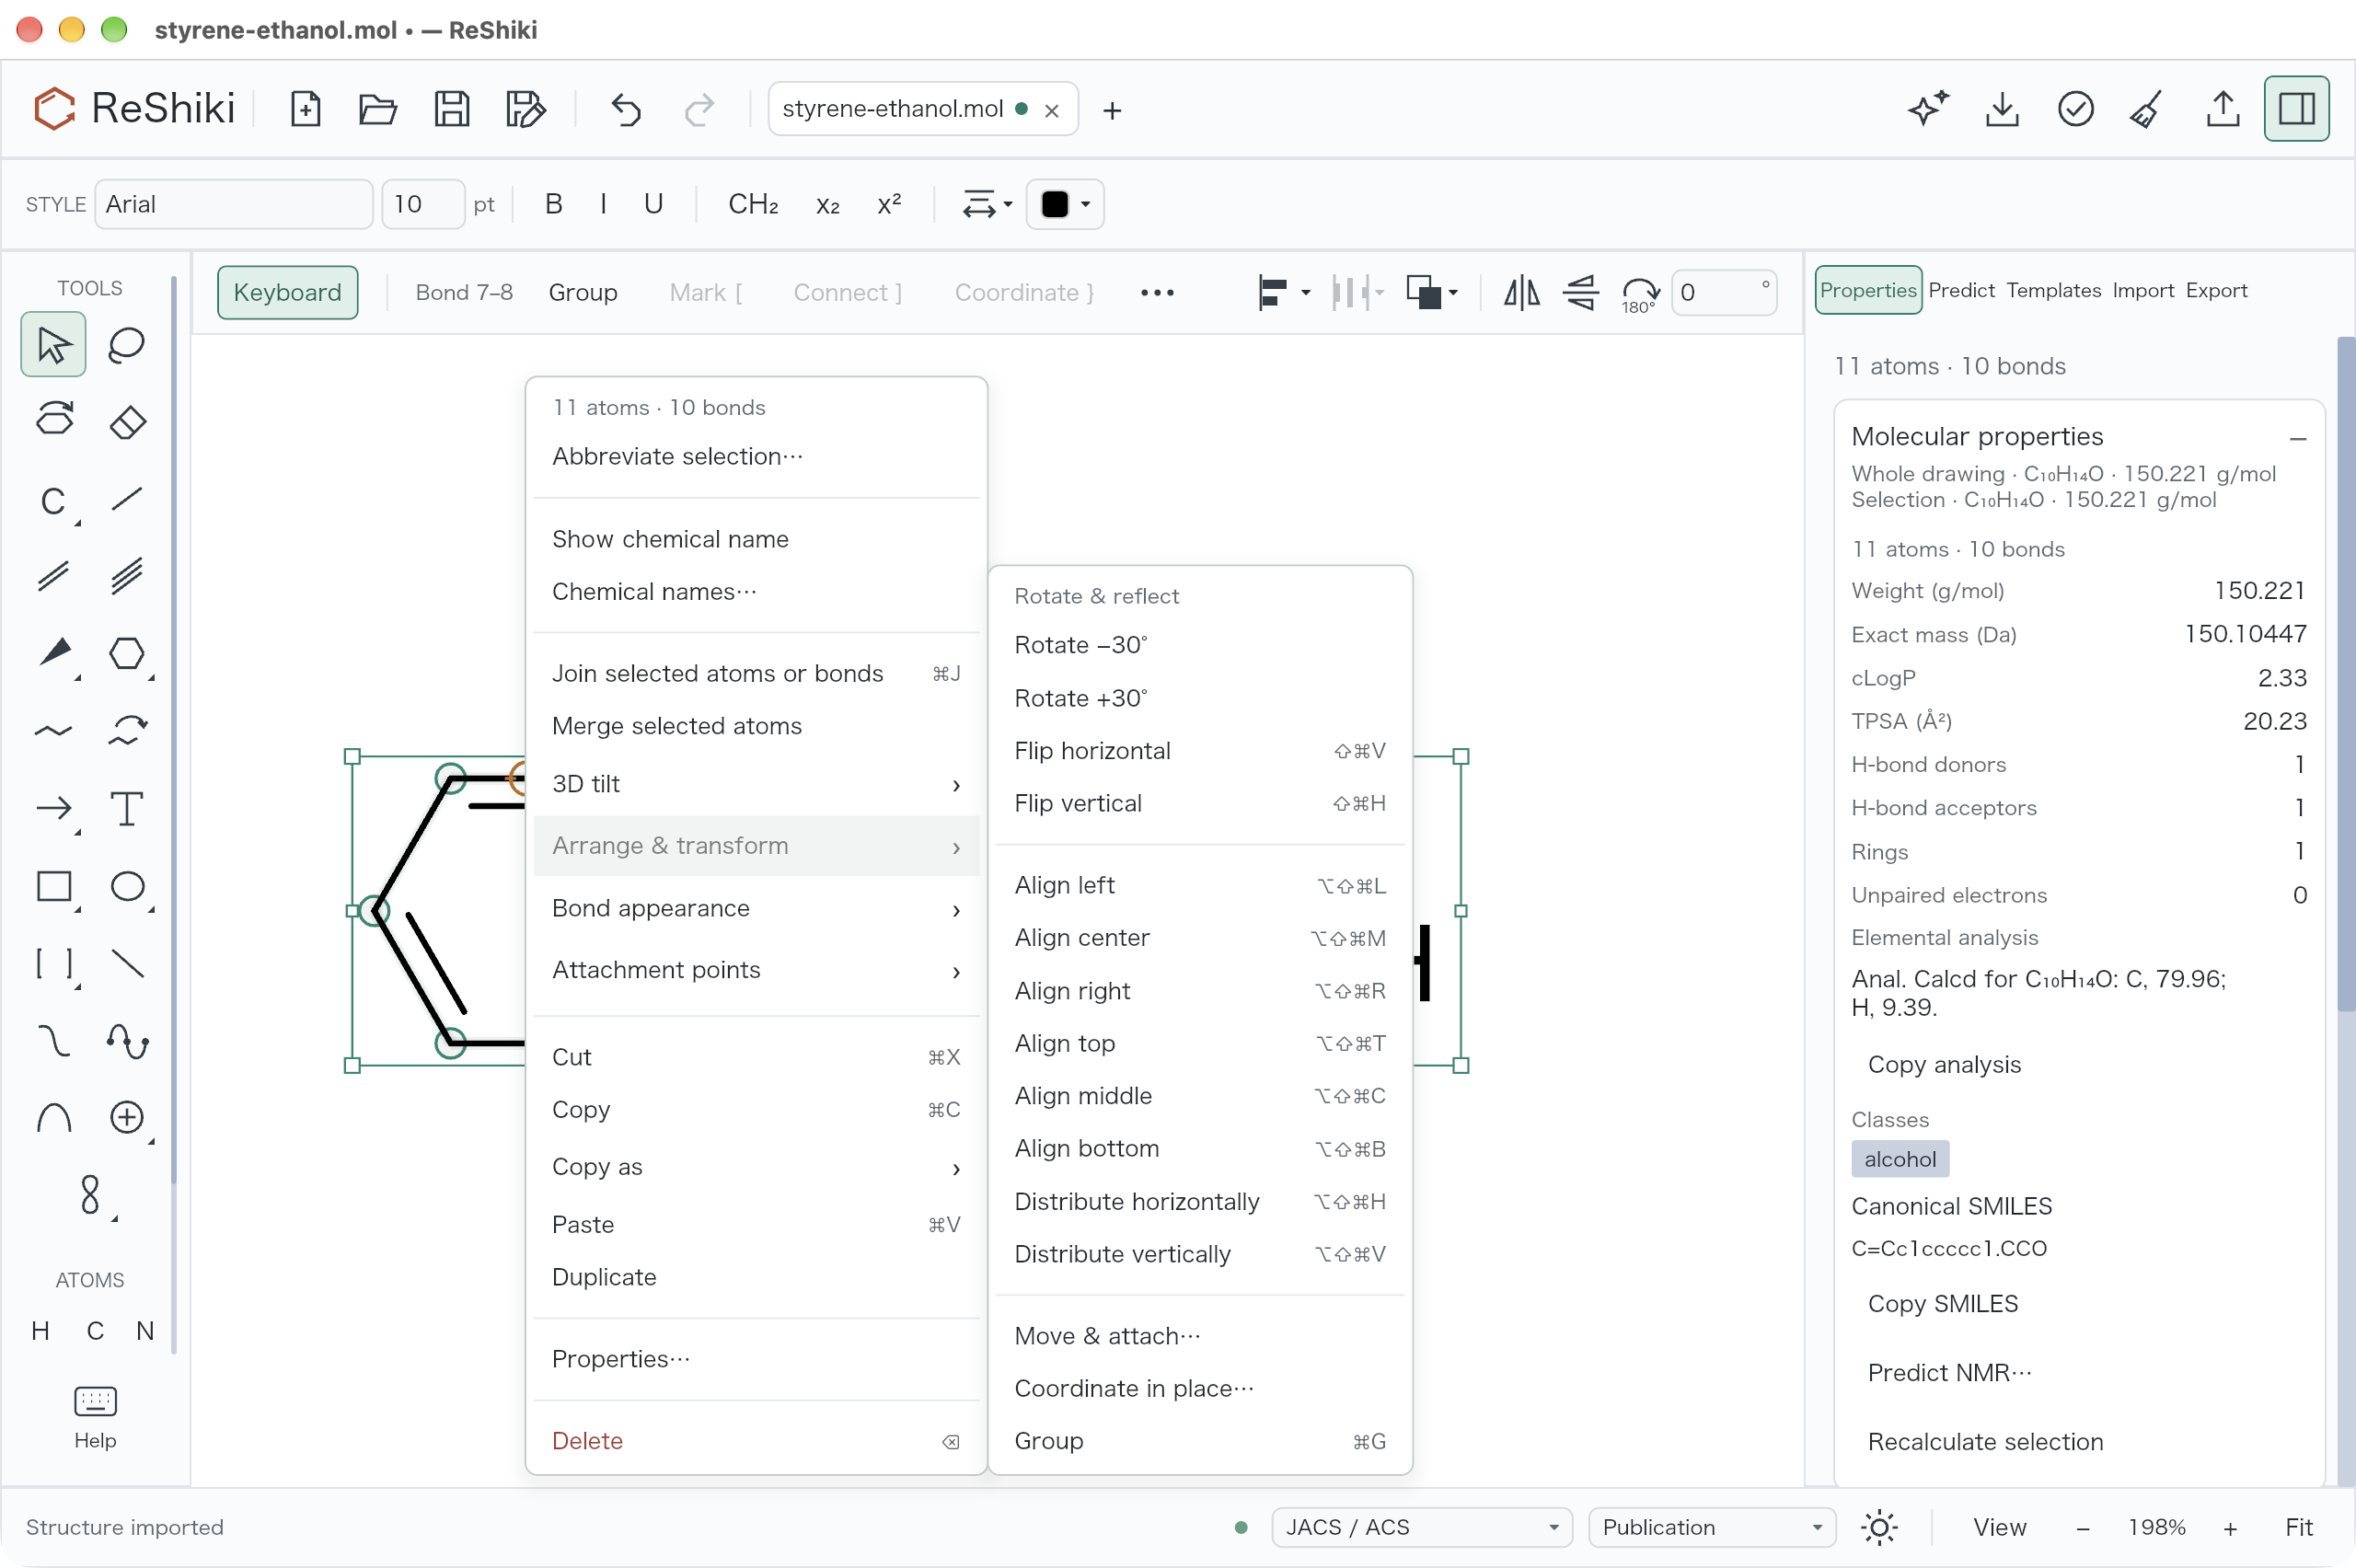 styrene-ethanol.mol • — ReShiki
ReShiki
styrene-ethanol.mol ● ×
+
STYLE Arial 10 pt B I U CH₂ x₂ x²
TOOLS
C
T
[ ]
ATOMS
H C N
Help
Keyboard Bond 7–8 Group Mark [ Connect ] Coordinate } ••• 180° 0 °
11 atoms · 10 bonds
Abbreviate selection···
Show chemical name
Chemical names···
Join selected atoms or bonds ⌘J
Merge selected atoms
3D tilt ›
Arrange & transform ›
Bond appearance ›
Attachment points ›
Cut ⌘X
Copy ⌘C
Copy as ›
Paste ⌘V
Duplicate
Properties···
Delete ⌫
Rotate & reflect
Rotate –30°
Rotate +30°
Flip horizontal ⇧⌘V
Flip vertical ⇧⌘H
Align left ⌥⇧⌘L
Align center ⌥⇧⌘M
Align right ⌥⇧⌘R
Align top ⌥⇧⌘T
Align middle ⌥⇧⌘C
Align bottom ⌥⇧⌘B
Distribute horizontally ⌥⇧⌘H
Distribute vertically ⌥⇧⌘V
Move & attach···
Coordinate in place···
Group ⌘G
Properties Predict Templates Import Export
11 atoms · 10 bonds
Molecular properties –
Whole drawing · C₁₀H₁₄O · 150.221 g/mol
Selection · C₁₀H₁₄O · 150.221 g/mol
11 atoms · 10 bonds
Weight (g/mol) 150.221
Exact mass (Da) 150.10447
cLogP 2.33
TPSA (Å²) 20.23
H-bond donors 1
H-bond acceptors 1
Rings 1
Unpaired electrons 0
Elemental analysis
Anal. Calcd for C₁₀H₁₄O: C, 79.96;
H, 9.39.
Copy analysis
Classes
alcohol
Canonical SMILES
C=Cc1ccccc1.CCO
Copy SMILES
Predict NMR···
Recalculate selection
Structure imported
JACS / ACS Publication View – 198% + Fit